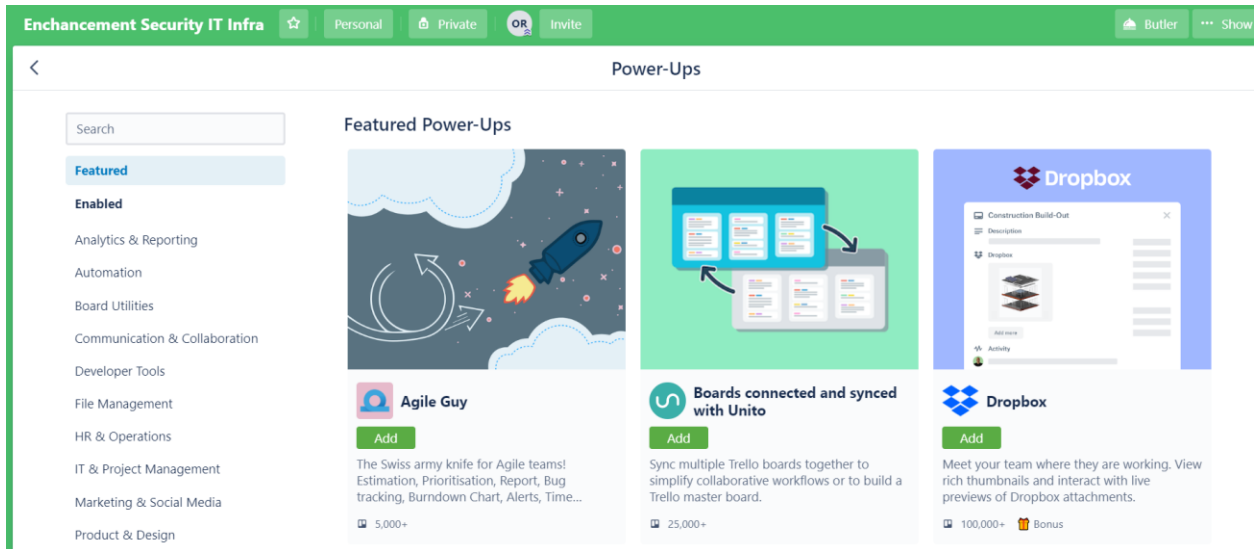 Enchancement Security IT Infra
Personal
Private
OR
Invite
Butler
Show
Power-Ups
Search
Featured
Enabled
Analytics & Reporting
Automation
Board Utilities
Communication & Collaboration
Developer Tools
File Management
HR & Operations
IT & Project Management
Marketing & Social Media
Product & Design
Featured Power-Ups
Agile Guy
Add
The Swiss army knife for Agile teams!
Estimation, Prioritisation, Report, Bug
tracking, Burndown Chart, Alerts, Time...
5,000+
Boards connected and synced
with Unito
Add
Sync multiple Trello boards together to
simplify collaborative workflows or to build a
Trello master board.
25,000+
Dropbox
Construction Build-Out
Description
Dropbox
Add more
Activity
Dropbox
Add
Meet your team where they are working. View
rich thumbnails and interact with live
previews of Dropbox attachments.
100,000+ Bonus